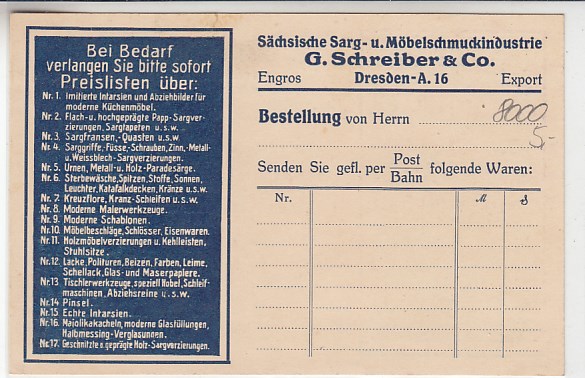 Bei Bedarf
verlangen Sie bitte sofort
Preislisten über:
Nr. 1. Imitierte Intarsien und Abziehbilder für
moderne Küchenmöbel.
Nr. 2. Flach- u. hochgeprägte Papp-Sargver-
zierungen, Sargtapeten u. s. w.
Nr. 3. Sargfransen,-Quasten u. s. w.
Nr. 4. Sarggriffe,-Füsse,-Schrauben, Zinn,-Metall-
u. Weissblech-Sargverzierungen.
Nr. 5. Urnen, Metall- u. Holz-Paradesärge.
Nr. 6. Sterbewäsche, Spitzen, Stoffe, Sonnen,
Leuchter, Katafalkdecken, Kränze u. s. w.
Nr. 7. Kreuzflore, Kranz-Schleifen u. s. w.
Nr. 8. Moderne Malerwerkzeuge.
Nr. 9. Moderne Schablonen.
Nr. 10. Möbelbeschläge, Schlösser, Eisenwaren.
Nr. 11. Holzmöbelverzierungen u. Kehlleisten,
Stuhlsitze.
Nr. 12. Lacke, Polituren, Beizen, Farben, Leime,
Schellack, Glas- und Maserpapiere.
Nr. 13 Tischlerwerkzeuge, speziell Hobel, Schleif-
maschinen, Abziehsteine u. s. w.
Nr. 14 Pinsel.
Nr. 15 Echte Intarsien.
Nr. 16. Majolikakacheln, moderne Glasfüllungen,
Halbmessing-Verglasungen.
Nr. 17. Geschnitzte u. geprägte Holz-Sargverzierungen.
Sächsische Sarg- u. Möbelschmuckindustrie
G. Schreiber & Co.
Engros Dresden-A. 16 Export
Bestellung von Herrn 8000
5,-
Senden Sie gefl. per Post
Bahn folgende Waren:
Nr. M ₰